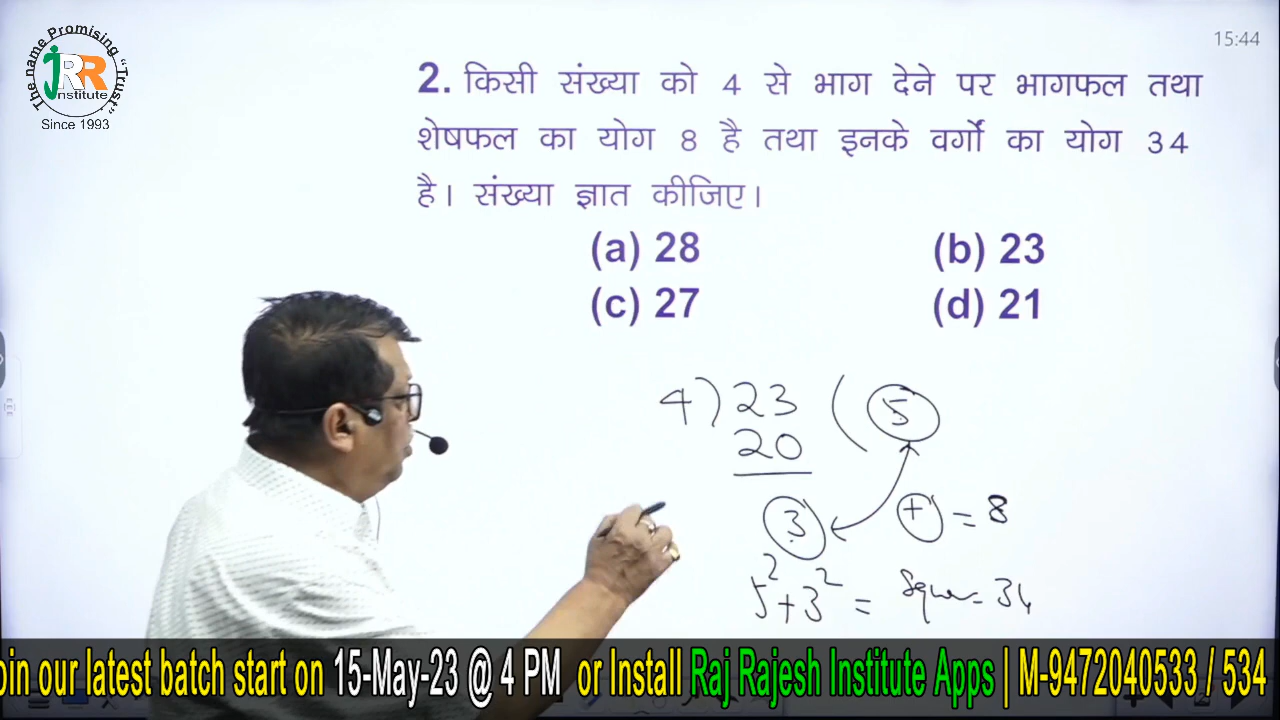 The name Promising "Trust"
JRR
institute
Since 1993
15:44
2. किसी संख्या को 4 से भाग देने पर भागफल तथा
शेषफल का योग 8 है तथा इनके वर्गों का योग 34
है। संख्या ज्ञात कीजिए।
(a) 28 (b) 23
(c) 27 (d) 21
4) 23 ( 5
20
3 + = 8
5² + 3² = Square = 34
oin our latest batch start on 15-May-23 @ 4 PM or Install Raj Rajesh Institute Apps | M-9472040533 / 534